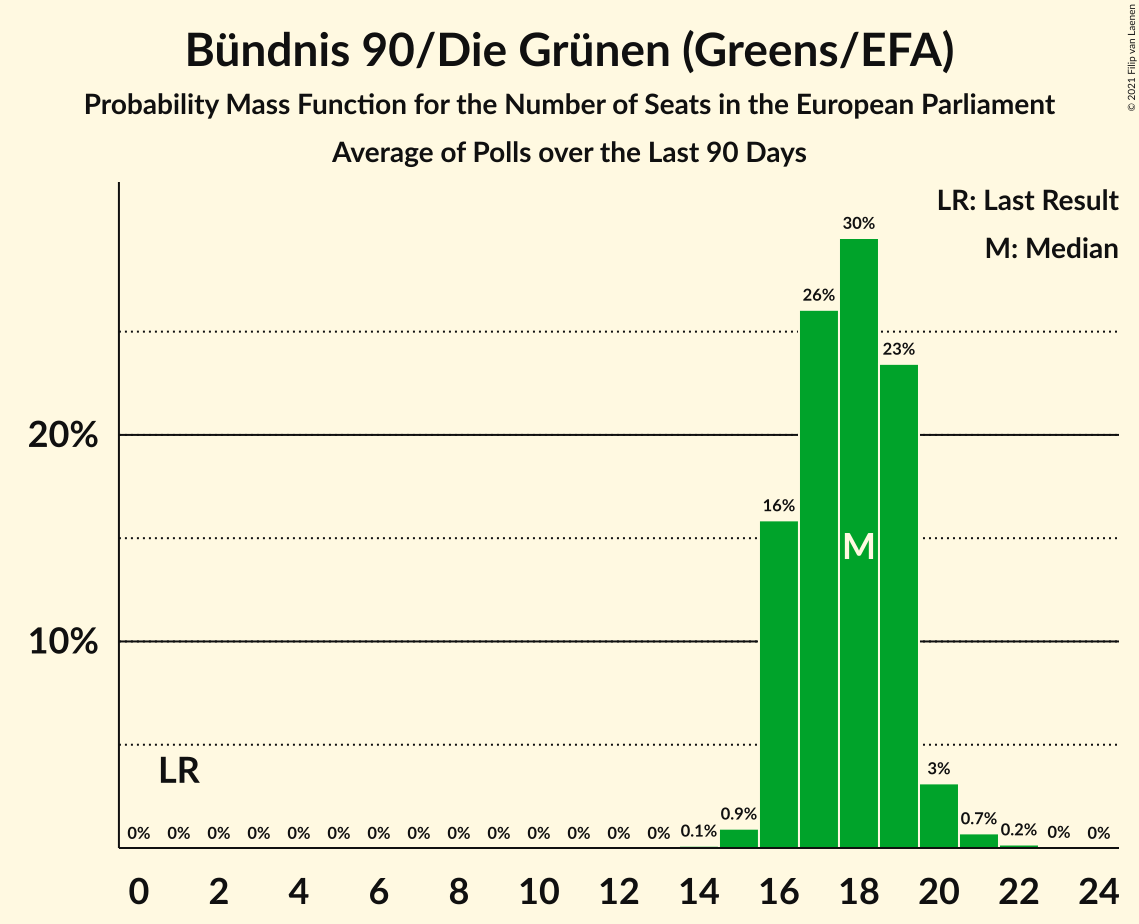 Bündnis 90/Die Grünen (Greens/EFA)
Probability Mass Function for the Number of Seats in the European Parliament
Average of Polls over the Last 90 Days
© 2021 Filip van Laenen
LR: Last Result
M: Median
30%
26%
23%
20%
16%
M
10%
LR
3%
0% 0% 0% 0% 0% 0% 0% 0% 0% 0% 0% 0% 0% 0% 0.1% 0.9% 0.7% 0.2% 0% 0%
0 2 4 6 8 10 12 14 16 18 20 22 24